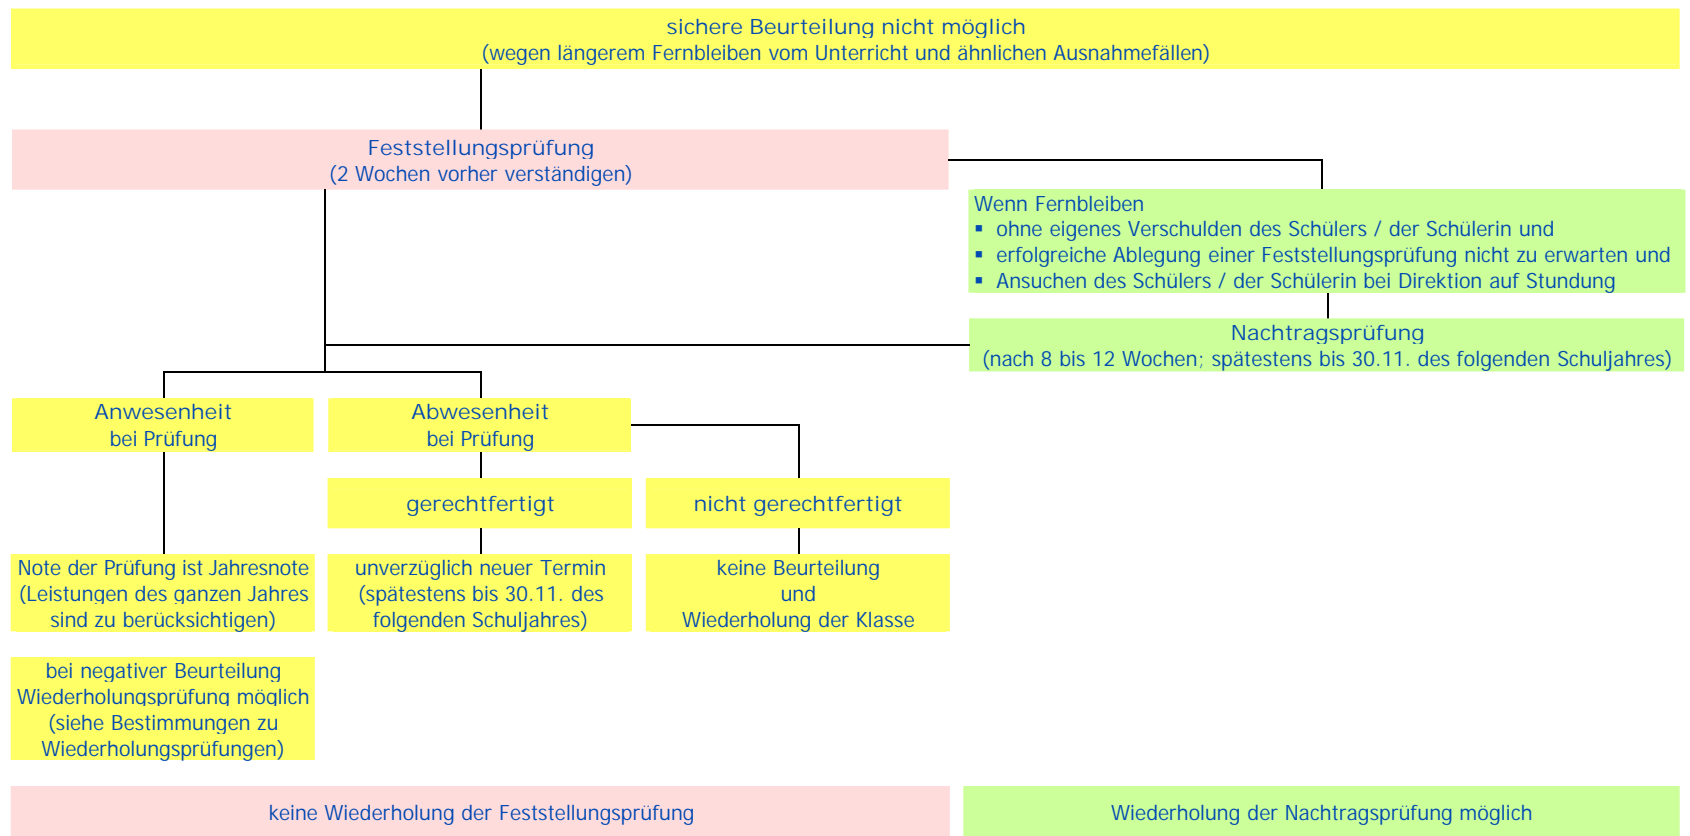 sichere Beurteilung nicht möglich
(wegen längerem Fernbleiben vom Unterricht und ähnlichen Ausnahmefällen)
Feststellungsprüfung
(2 Wochen vorher verständigen)
Wenn Fernbleiben
▪ ohne eigenes Verschulden des Schülers / der Schülerin und
▪ erfolgreiche Ablegung einer Feststellungsprüfung nicht zu erwarten und
▪ Ansuchen des Schülers / der Schülerin bei Direktion auf Stundung
Nachtragsprüfung
(nach 8 bis 12 Wochen; spätestens bis 30.11. des folgenden Schuljahres)
Anwesenheit
bei Prüfung
Abwesenheit
bei Prüfung
gerechtfertigt
nicht gerechtfertigt
Note der Prüfung ist Jahresnote
(Leistungen des ganzen Jahres
sind zu berücksichtigen)
unverzüglich neuer Termin
(spätestens bis 30.11. des
folgenden Schuljahres)
keine Beurteilung
und
Wiederholung der Klasse
bei negativer Beurteilung
Wiederholungsprüfung möglich
(siehe Bestimmungen zu
Wiederholungsprüfungen)
keine Wiederholung der Feststellungsprüfung
Wiederholung der Nachtragsprüfung möglich